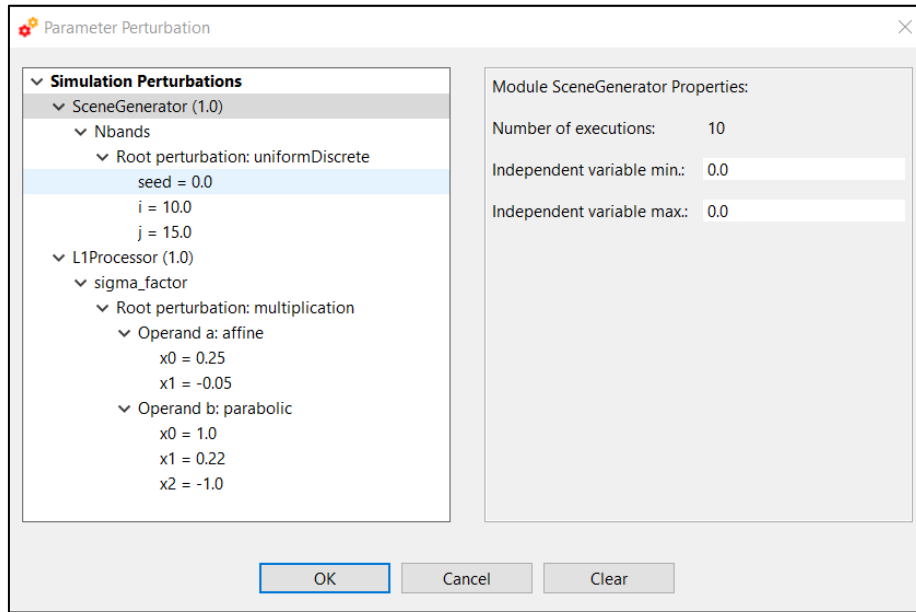 Parameter Perturbation
Simulation Perturbations
SceneGenerator (1.0)
Nbands
Root perturbation: uniformDiscrete
seed = 0.0
i = 10.0
j = 15.0
L1Processor (1.0)
sigma_factor
Root perturbation: multiplication
Operand a: affine
x0 = 0.25
x1 = -0.05
Operand b: parabolic
x0 = 1.0
x1 = 0.22
x2 = -1.0
Module SceneGenerator Properties:
Number of executions: 10
Independent variable min.: 0.0
Independent variable max.: 0.0
OK Cancel Clear